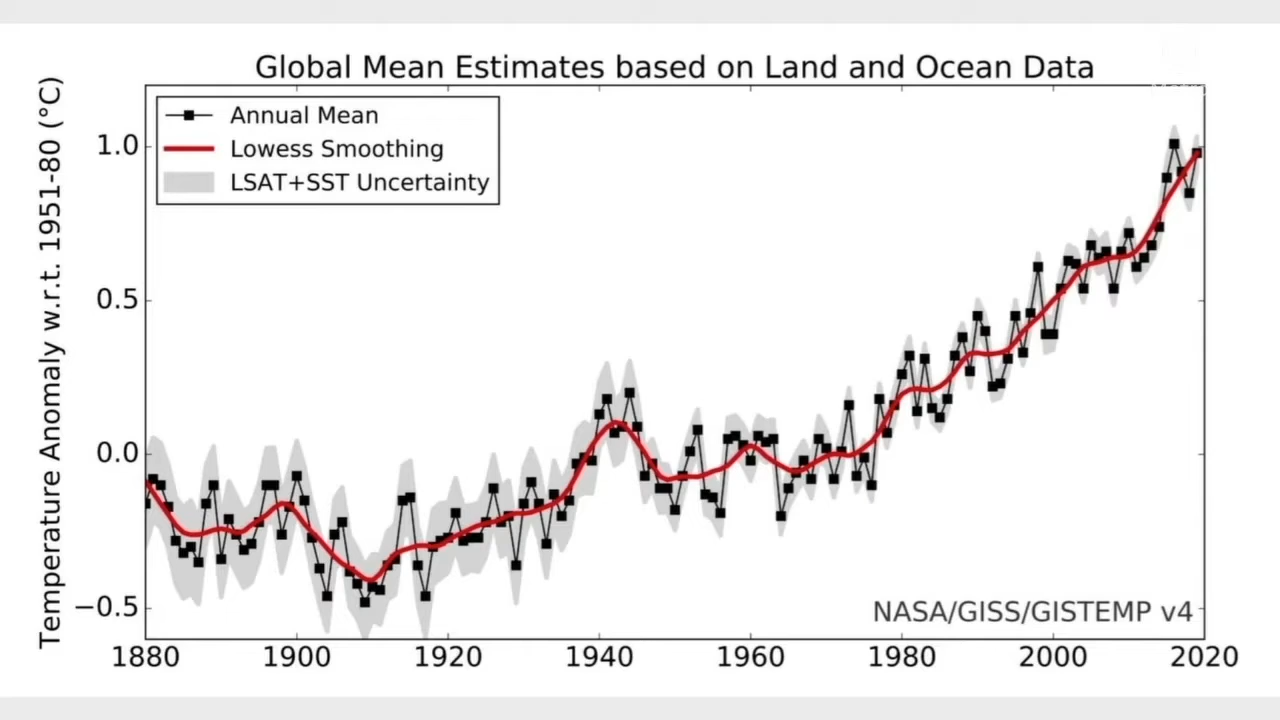 Global Mean Estimates based on Land and Ocean Data
Temperature Anomaly w.r.t. 1951-80 (°C)
Annual Mean
Lowess Smoothing
LSAT+SST Uncertainty
1.0
0.5
0.0
−0.5
NASA/GISS/GISTEMP v4
1880 1900 1920 1940 1960 1980 2000 2020